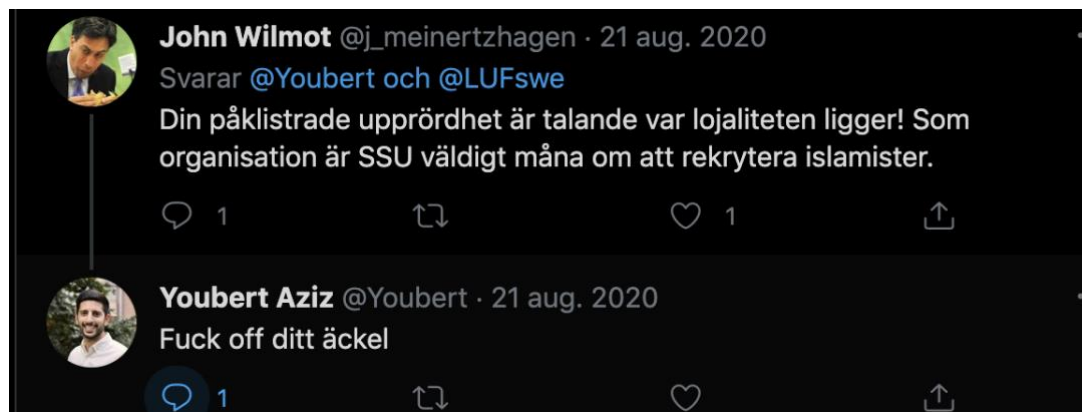 John Wilmot @j_meinertzhagen · 21 aug. 2020
Svarar @Youbert och @LUFswe
Din påklistrade upprördhet är talande var lojaliteten ligger! Som
organisation är SSU väldigt måna om att rekrytera islamister.
1 1
Youbert Aziz @Youbert · 21 aug. 2020
Fuck off ditt äckel
1